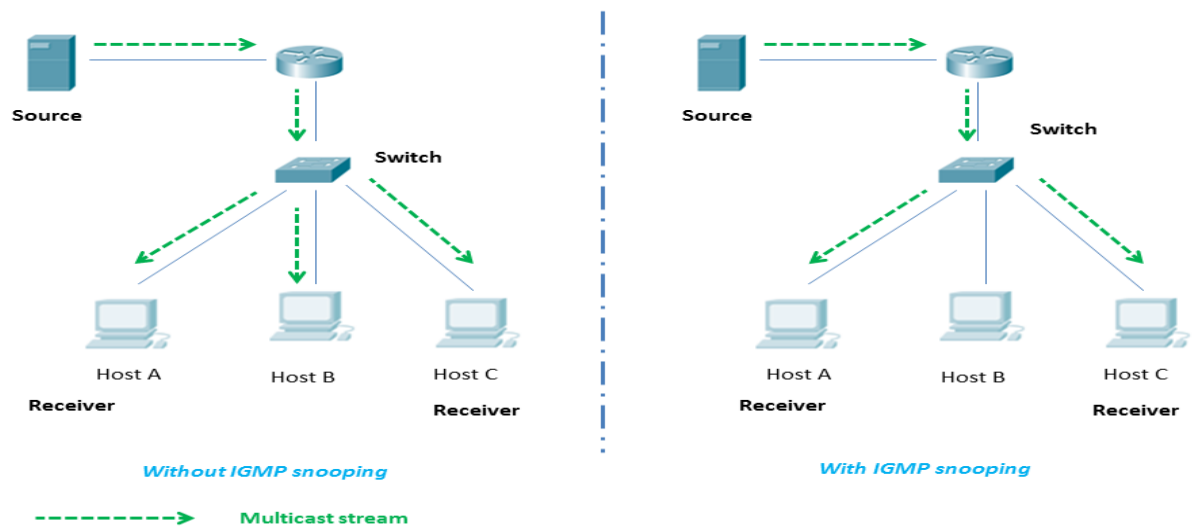 Source
Switch
Host A
Host B
Host C
Receiver
Receiver
Without IGMP snooping
Multicast stream
Source
Switch
Host A
Host B
Host C
Receiver
Receiver
With IGMP snooping